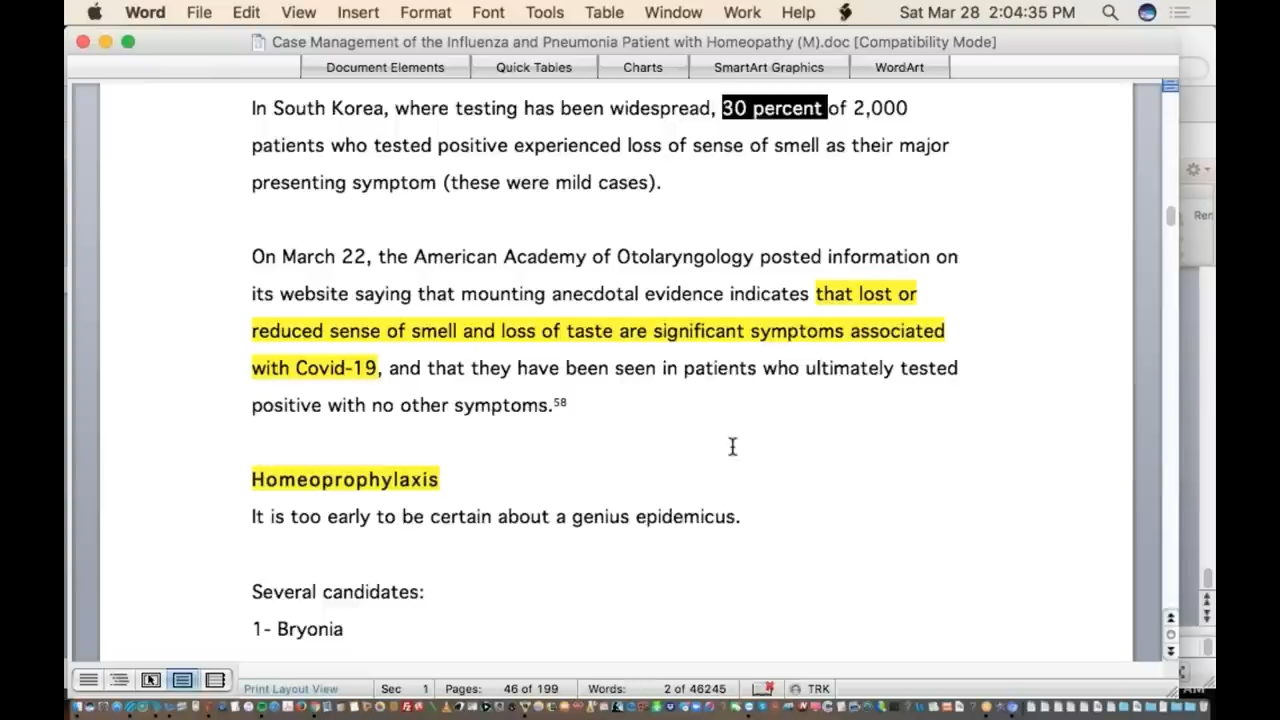 Word File Edit View Insert Format Font Tools Table Window Work Help Sat Mar 28 2:04:35 PM
Case Management of the Influenza and Pneumonia Patient with Homeopathy (M).doc [Compatibility Mode]
Document Elements Quick Tables Charts SmartArt Graphics WordArt
In South Korea, where testing has been widespread, 30 percent of 2,000
patients who tested positive experienced loss of sense of smell as their major
presenting symptom (these were mild cases).
On March 22, the American Academy of Otolaryngology posted information on
its website saying that mounting anecdotal evidence indicates that lost or
reduced sense of smell and loss of taste are significant symptoms associated
with Covid-19, and that they have been seen in patients who ultimately tested
positive with no other symptoms.58
Homeoprophylaxis
It is too early to be certain about a genius epidemicus.
Several candidates:
1- Bryonia
Print Layout View Sec 1 Pages: 46 of 199 Words: 2 of 46245 TRK